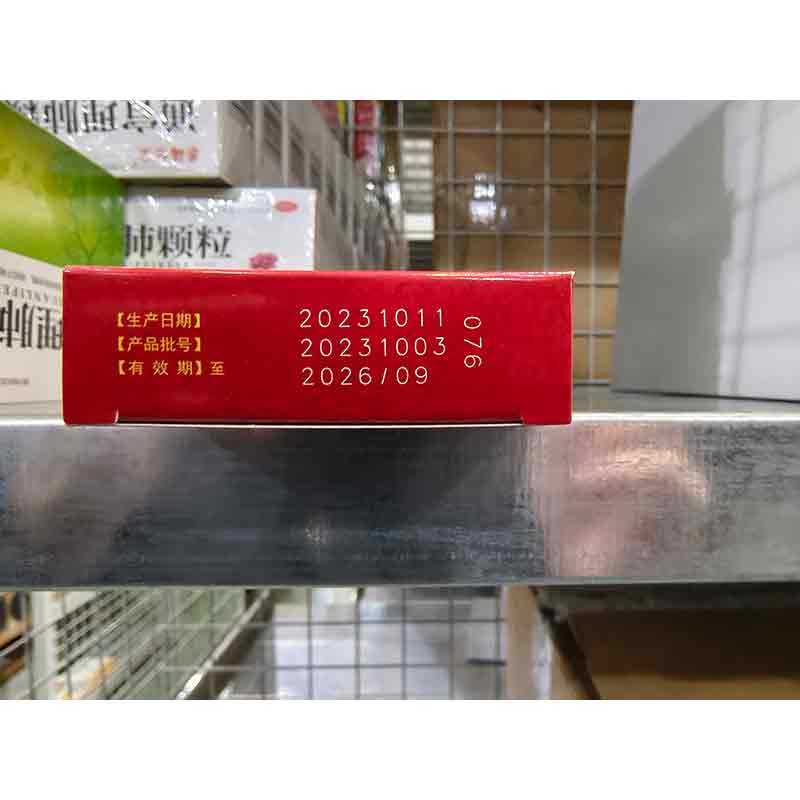 肺颗粒
【生产日期】 20231011
【产品批号】 20231003
【有 效 期】至 2026/09
076